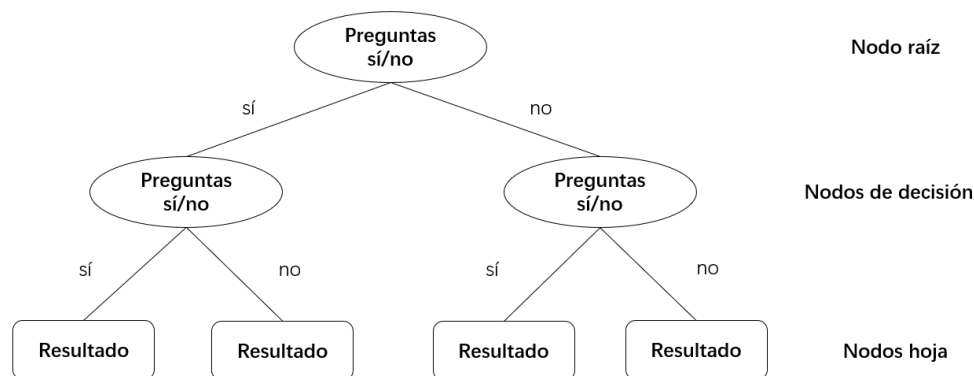 Preguntas
sí/no
Nodo raíz
sí
no
Preguntas
sí/no
Preguntas
sí/no
Nodos de decisión
sí
no
sí
no
Resultado
Resultado
Resultado
Resultado
Nodos hoja